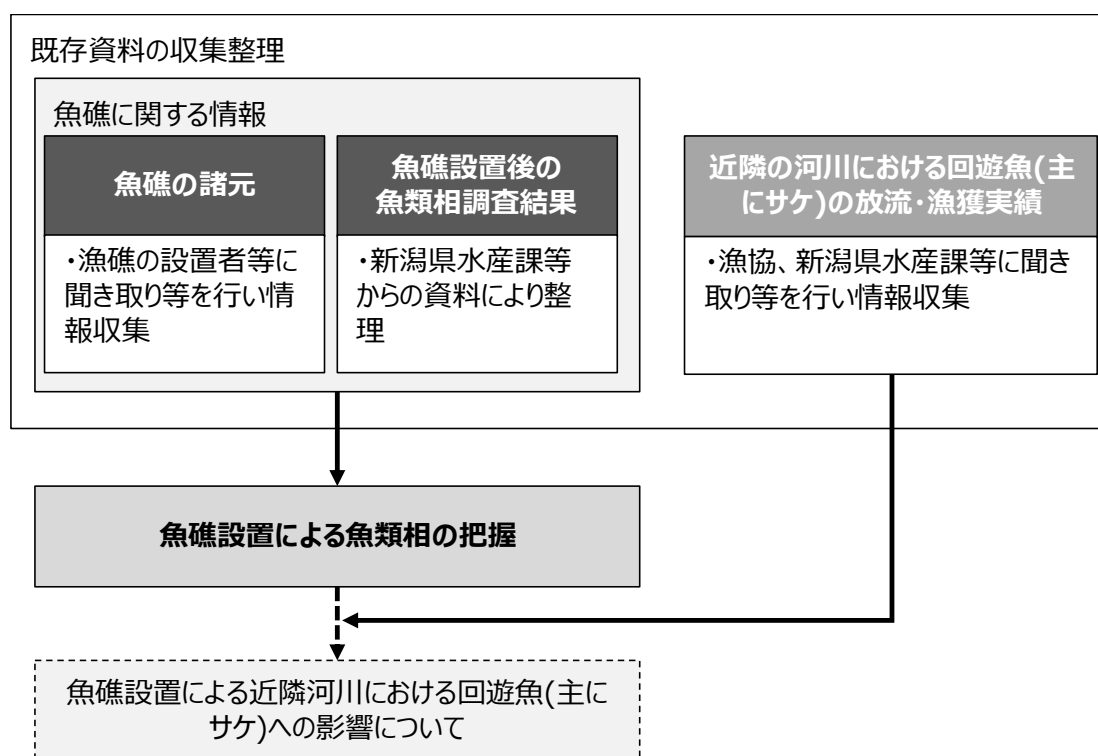 既存資料の収集整理
魚礁に関する情報
魚礁の諸元
・漁礁の設置者等に
聞き取り等を行い情
報収集
魚礁設置後の
魚類相調査結果
・新潟県水産課等
からの資料により整
理
近隣の河川における回遊魚(主
にサケ)の放流・漁獲実績
・漁協、新潟県水産課等に聞き
取り等を行い情報収集
魚礁設置による魚類相の把握
魚礁設置による近隣河川における回遊魚(主に
サケ)への影響について